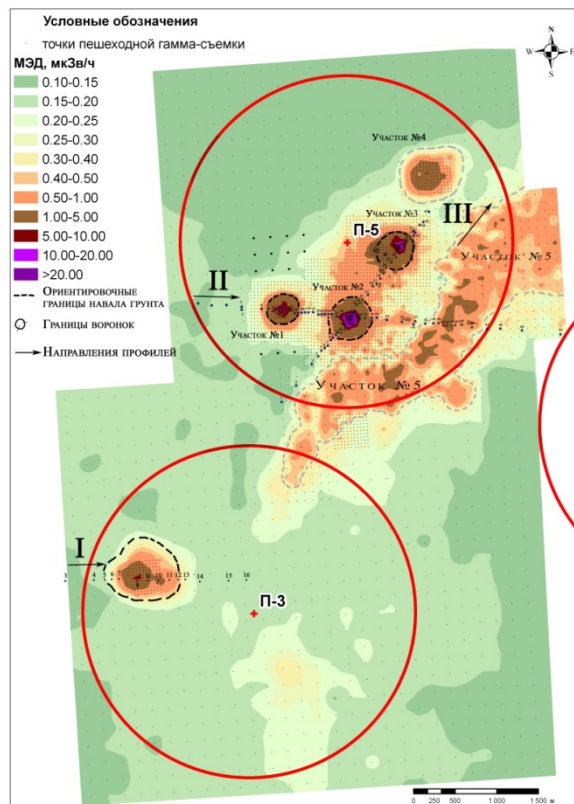 Условные обозначения
точки пешеходной гамма-съемки
МЭД, мкЗв/ч
0.10-0.15
0.15-0.20
0.20-0.25
0.25-0.30
0.30-0.40
0.40-0.50
0.50-1.00
1.00-5.00
5.00-10.00
10.00-20.00
>20.00
Ориентировочные
границы навала грунта
Границы воронок
Направления профилей
N
W E
S
Участок №4
Участок №3
III
П-5
Участок № 5
II
Участок №2
Участок №1
Участок № 5
I
3 4 5 6 7 8 9 10 11 12 13 14 15 16
П-3
0 250 500 1 000 1 500 м